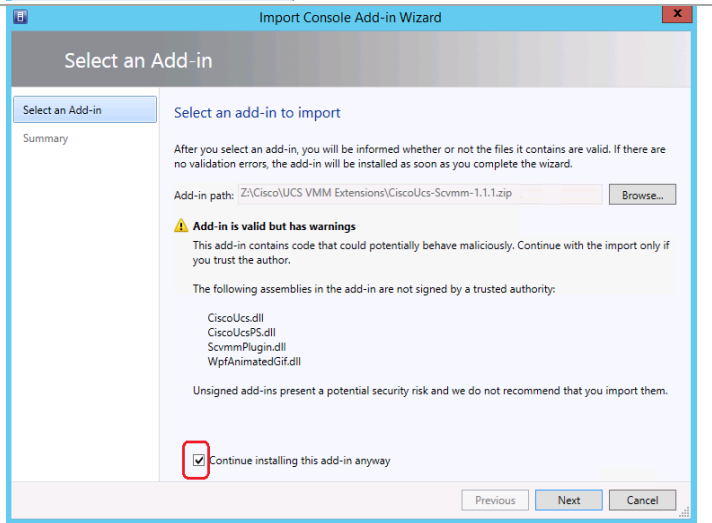 Import Console Add-in Wizard
x
Select an Add-in
Select an Add-in
Summary
Select an add-in to import
After you select an add-in, you will be informed whether or not the files it contains are valid. If there are
no validation errors, the add-in will be installed as soon as you complete the wizard.
Add-in path: Z:\Cisco\UCS VMM Extensions\CiscoUcs-Scvmm-1.1.1.zip Browse...
Add-in is valid but has warnings
This add-in contains code that could potentially behave maliciously. Continue with the import only if
you trust the author.
The following assemblies in the add-in are not signed by a trusted authority:
CiscoUcs.dll
CiscoUcsPS.dll
ScvmmPlugin.dll
WpfAnimatedGif.dll
Unsigned add-ins present a potential security risk and we do not recommend that you import them.
Continue installing this add-in anyway
Previous Next Cancel